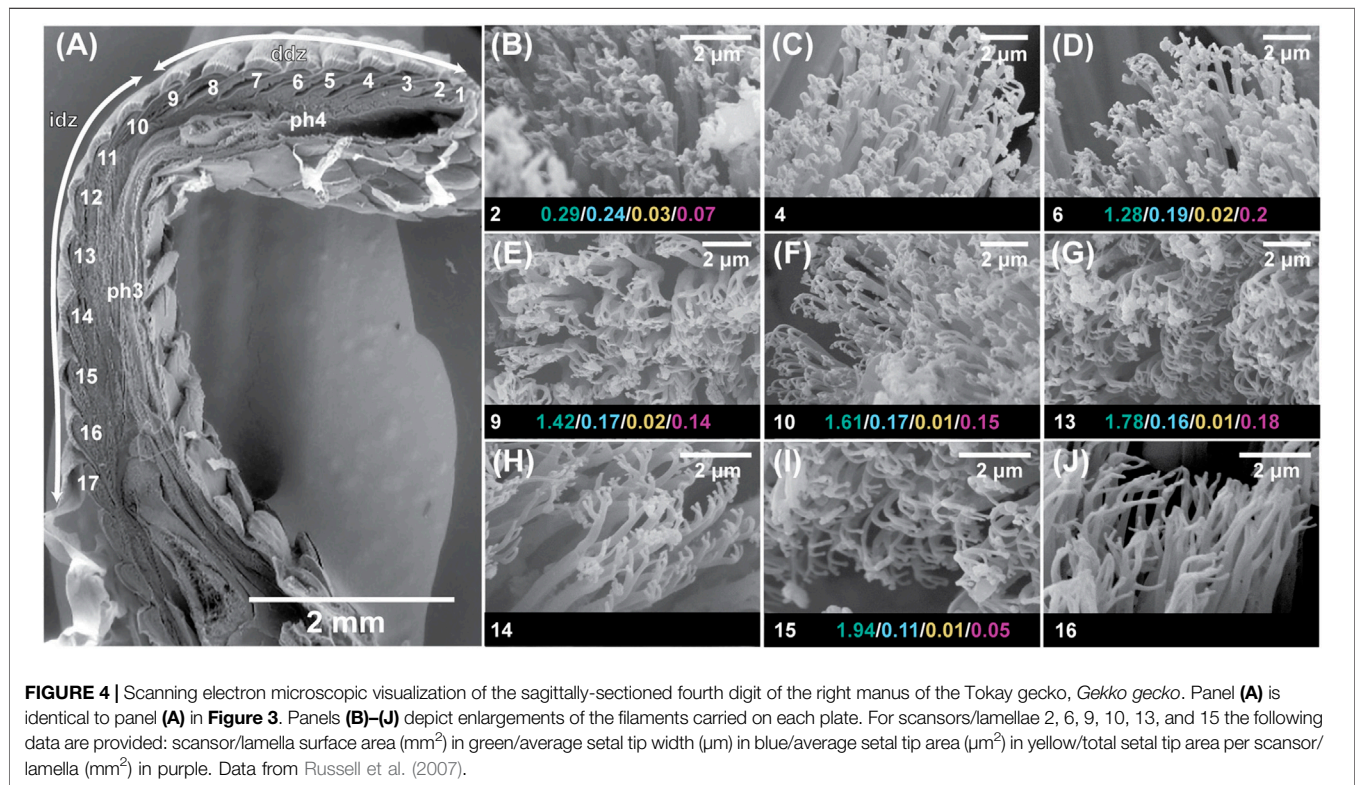 (A)
ddz
idz
1
2
3
4
5
6
7
8
9
10
11
12
13
14
15
16
17
ph4
ph3
2 mm
(B)
2 µm
2 0.29/0.24/0.03/0.07
(C)
2 µm
4
(D)
2 µm
6 1.28/0.19/0.02/0.2
(E)
2 µm
9 1.42/0.17/0.02/0.14
(F)
2 µm
10 1.61/0.17/0.01/0.15
(G)
2 µm
13 1.78/0.16/0.01/0.18
(H)
2 µm
14
(I)
2 µm
15 1.94/0.11/0.01/0.05
(J)
2 µm
16
FIGURE 4 | Scanning electron microscopic visualization of the sagittally-sectioned fourth digit of the right manus of the Tokay gecko, Gekko gecko. Panel (A) is
identical to panel (A) in Figure 3. Panels (B)–(J) depict enlargements of the filaments carried on each plate. For scansors/lamellae 2, 6, 9, 10, 13, and 15 the following
data are provided: scansor/lamella surface area (mm²) in green/average setal tip width (µm) in blue/average setal tip area (µm²) in yellow/total setal tip area per scansor/
lamella (mm²) in purple. Data from Russell et al. (2007).